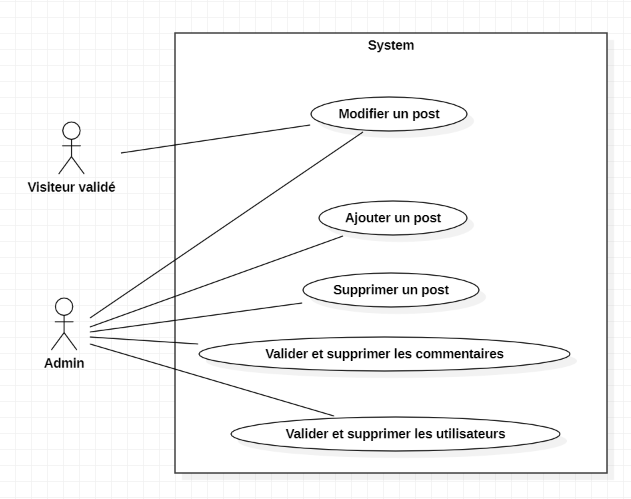 System
Modifier un post
Visiteur validé
Ajouter un post
Supprimer un post
Admin
Valider et supprimer les commentaires
Valider et supprimer les utilisateurs